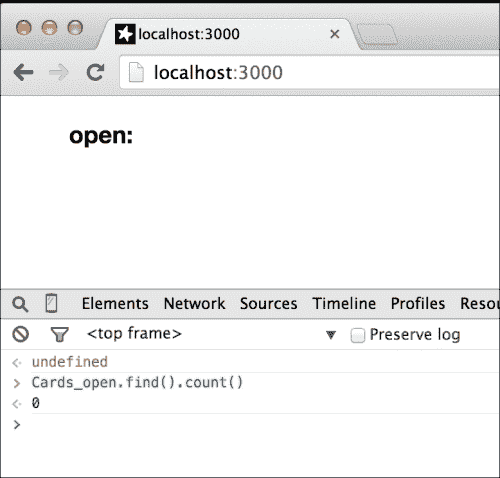 localhost:3000
localhost:3000
open:
Elements Network Sources Timeline Profiles Resou
<top frame> Preserve log
undefined
Cards_open.find().count()
0